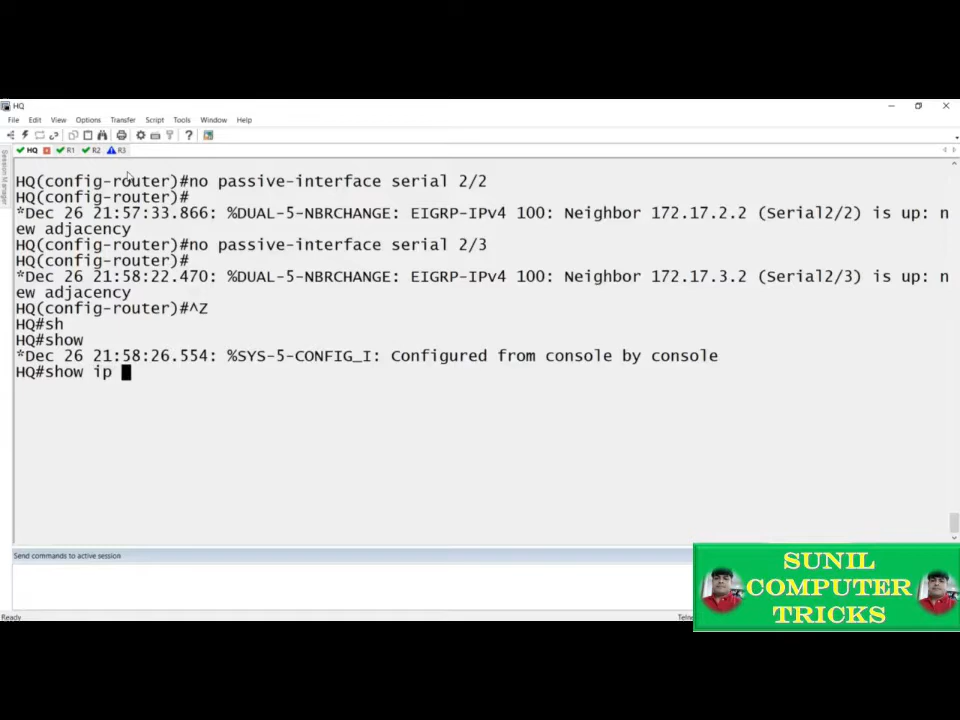 HQ
File Edit View Options Transfer Script Tools Window Help
HQ R1 R2 R3
Session Manager
HQ(config-router)#no passive-interface serial 2/2
HQ(config-router)#
*Dec 26 21:57:33.866: %DUAL-5-NBRCHANGE: EIGRP-IPv4 100: Neighbor 172.17.2.2 (Serial2/2) is up: n
ew adjacency
HQ(config-router)#no passive-interface serial 2/3
HQ(config-router)#
*Dec 26 21:58:22.470: %DUAL-5-NBRCHANGE: EIGRP-IPv4 100: Neighbor 172.17.3.2 (Serial2/3) is up: n
ew adjacency
HQ(config-router)#^Z
HQ#sh
HQ#show
*Dec 26 21:58:26.554: %SYS-5-CONFIG_I: Configured from console by console
HQ#show ip
Send commands to active session
Ready
SUNIL
COMPUTER
TRICKS